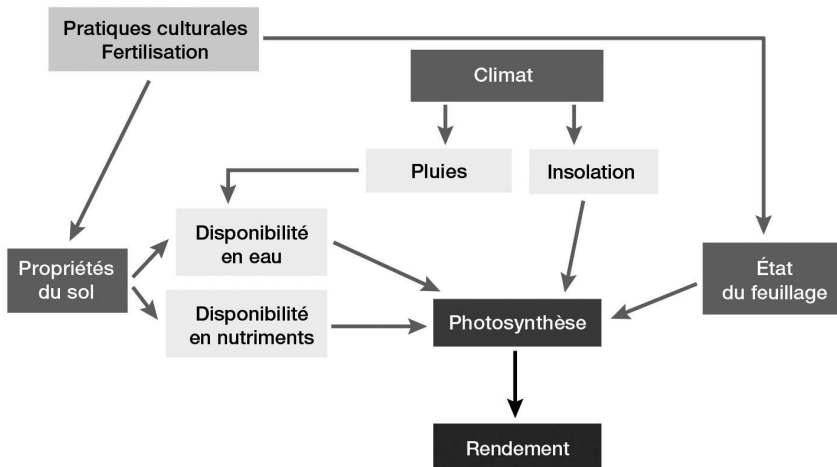 Pratiques culturales
Fertilisation
Climat
Pluies
Insolation
Disponibilité
en eau
Propriétés
du sol
État
du feuillage
Disponibilité
en nutriments
Photosynthèse
Rendement